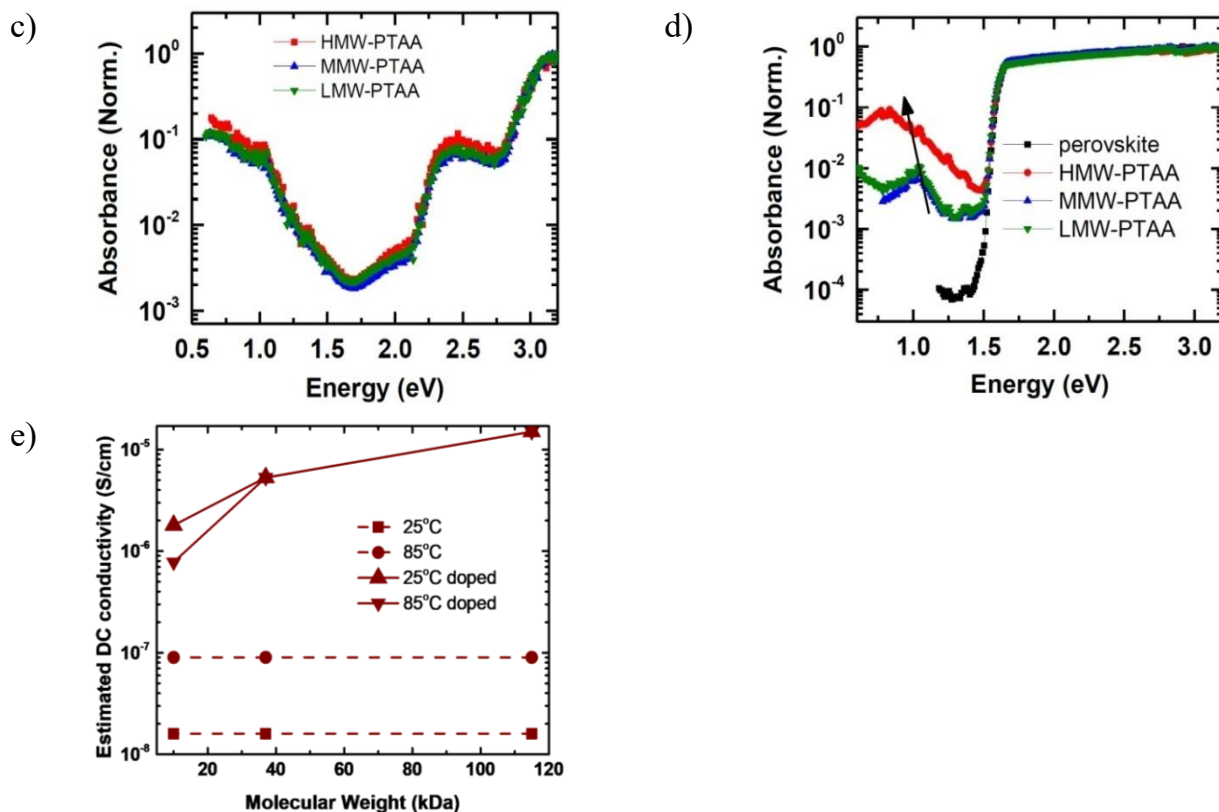 c)
Absorbance (Norm.)
10^0
10^-1
10^-2
10^-3
HMW-PTAA
MMW-PTAA
LMW-PTAA
0.5 1.0 1.5 2.0 2.5 3.0
Energy (eV)
d)
Absorbance (Norm.)
10^0
10^-1
10^-2
10^-3
10^-4
perovskite
HMW-PTAA
MMW-PTAA
LMW-PTAA
1.0 1.5 2.0 2.5 3.0
Energy (eV)
e)
Estimated DC conductivity (S/cm)
10^-5
10^-6
10^-7
10^-8
25°C
85°C
25°C doped
85°C doped
20 40 60 80 100 120
Molecular Weight (kDa)